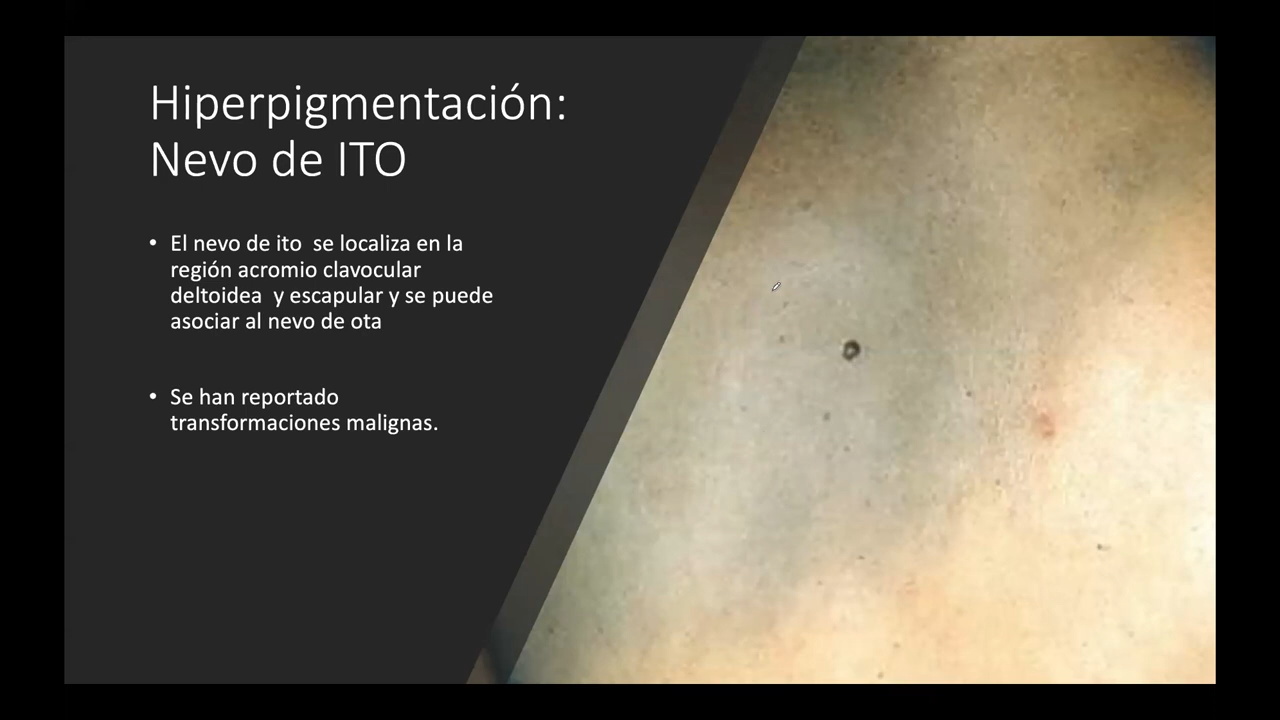 Hiperpigmentación:
Nevo de ITO
• El nevo de ito  se localiza en la
región acromio clavocular
deltoidea  y escapular y se puede
asociar al nevo de ota
• Se han reportado
transformaciones malignas.